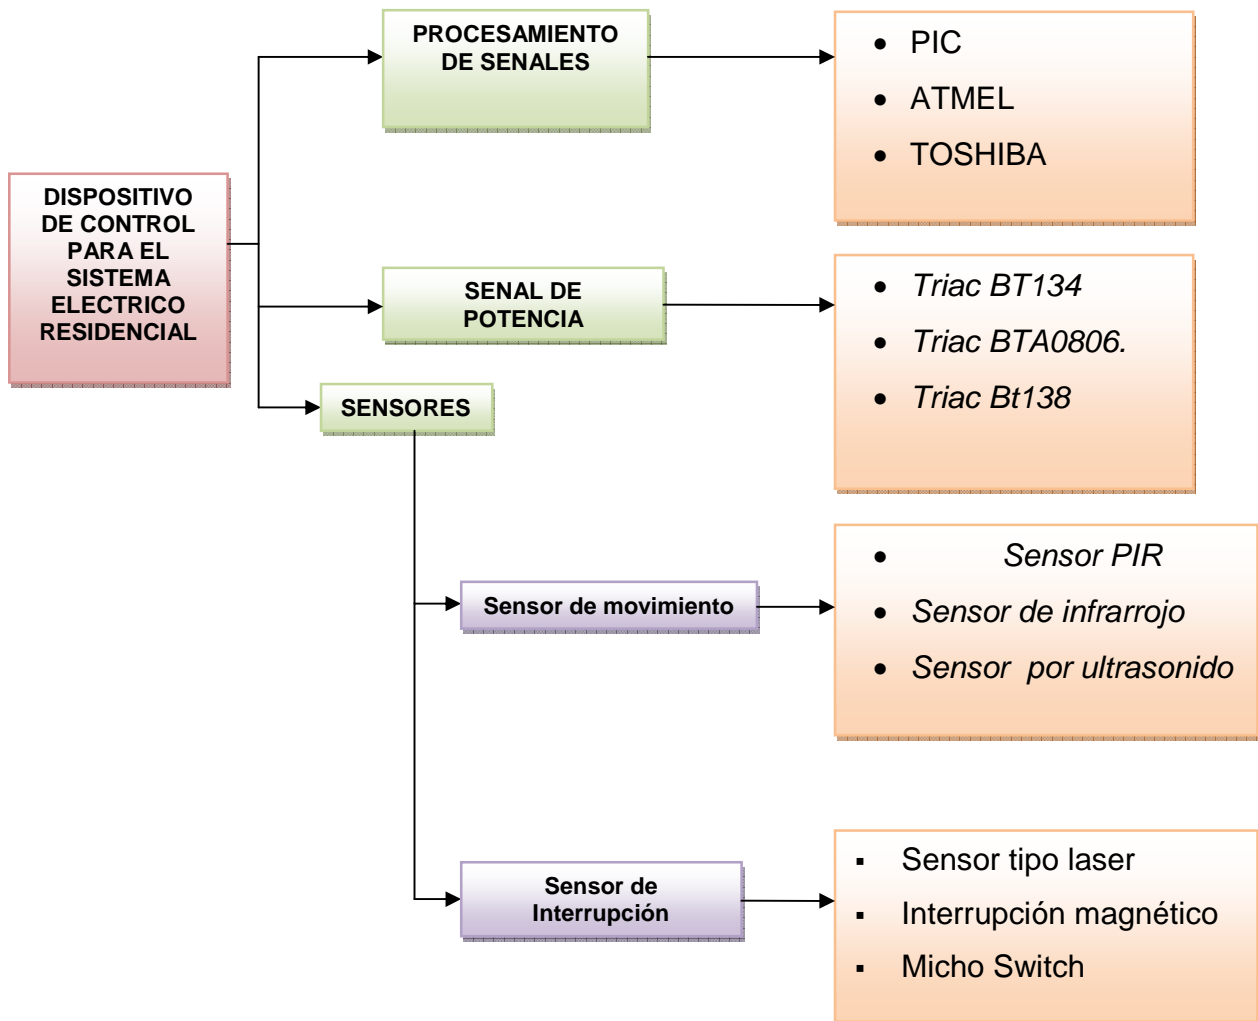 PROCESAMIENTO
DE SENALES
• PIC
• ATMEL
• TOSHIBA
DISPOSITIVO
DE CONTROL
PARA EL
SISTEMA
ELECTRICO
RESIDENCIAL
SENAL DE
POTENCIA
• Triac BT134
• Triac BTA0806.
• Triac Bt138
SENSORES
Sensor de movimiento
• Sensor PIR
• Sensor de infrarrojo
• Sensor por ultrasonido
Sensor de
Interrupción
▪ Sensor tipo laser
▪ Interrupción magnético
▪ Micho Switch